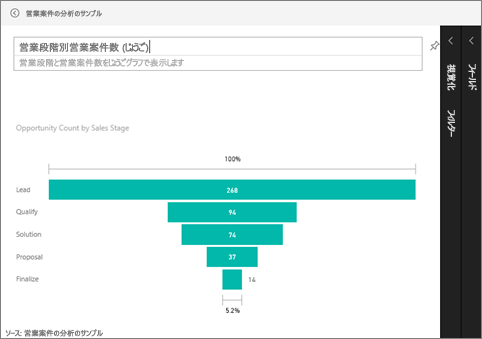 営業案件の分析のサンプル
営業段階別営業案件数 (じょうご)
営業段階と営業案件数をじょうごグラフで表示します
視覚化
フィルター
フィールド
Opportunity Count by Sales Stage
100%
Lead 268
Qualify 94
Solution 74
Proposal 37
Finalize 14
5.2%
ソース: 営業案件の分析のサンプル